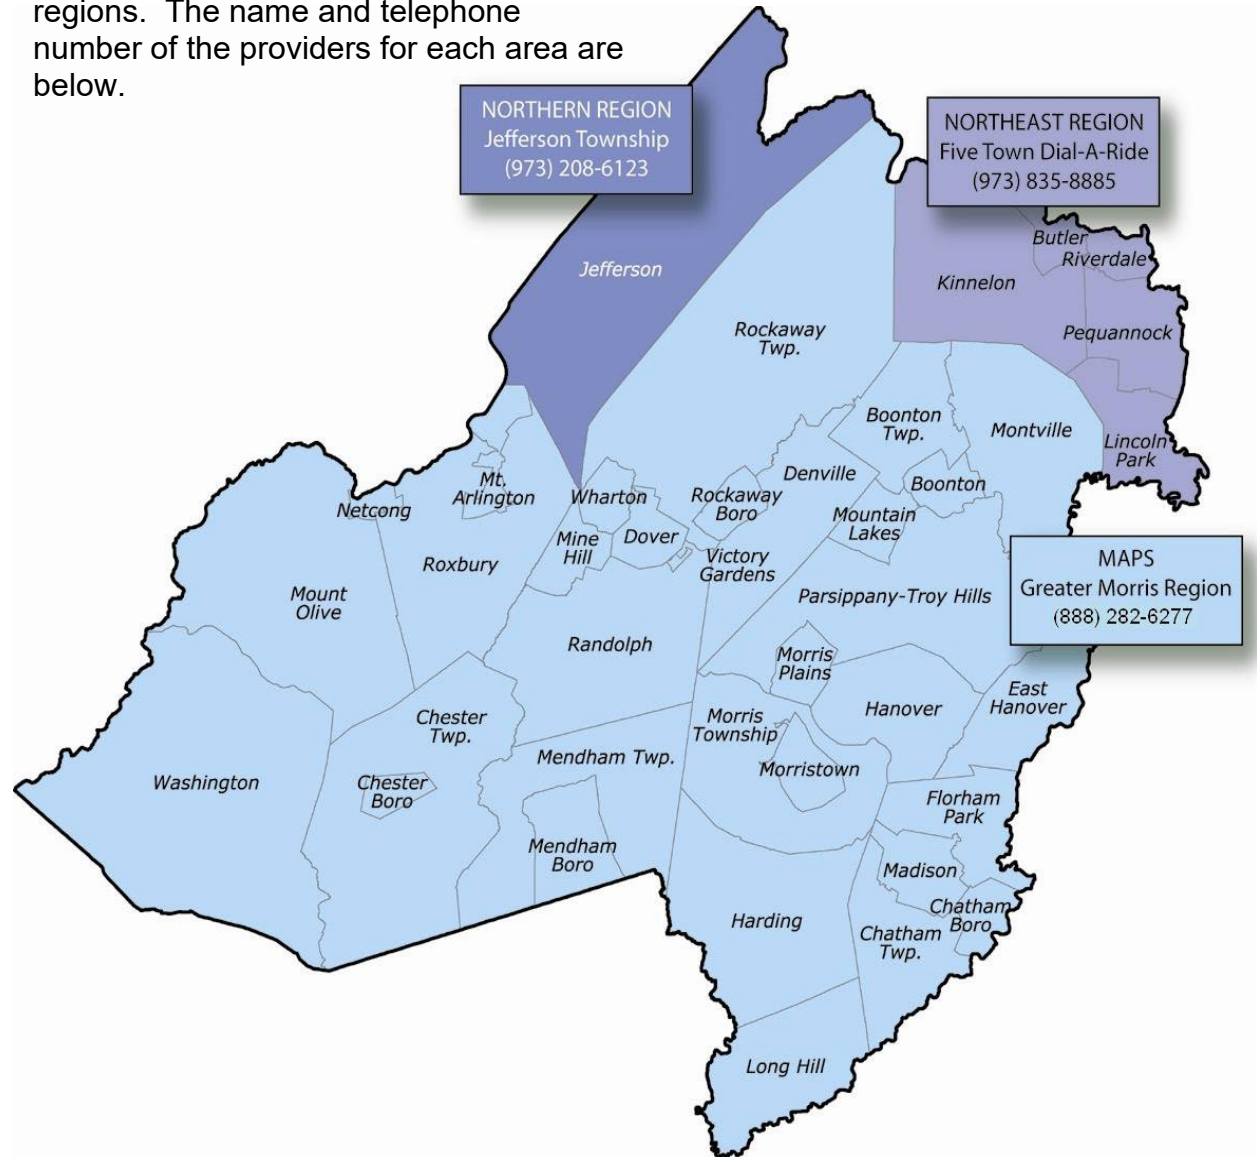 regions.  The name and telephone
number of the providers for each area are
below.
NORTHERN REGION
Jefferson Township
(973) 208-6123
NORTHEAST REGION
Five Town Dial-A-Ride
(973) 835-8885
Butler
Riverdale
Jefferson
Kinnelon
Rockaway
Twp.
Pequannock
Boonton
Twp.
Montville
Lincoln
Park
Mt.
Arlington
Denville
Boonton
Netcong
Wharton
Rockaway
Boro
Mountain
Lakes
Mine
Hill
Dover
Victory
Gardens
Roxbury
MAPS
Greater Morris Region
(888) 282-6277
Mount
Olive
Parsippany-Troy Hills
Randolph
Morris
Plains
East
Hanover
Chester
Twp.
Morris
Township
Hanover
Washington
Chester
Boro
Mendham Twp.
Morristown
Florham
Park
Mendham
Boro
Madison
Harding
Chatham
Twp.
Chatham
Boro
Long Hill